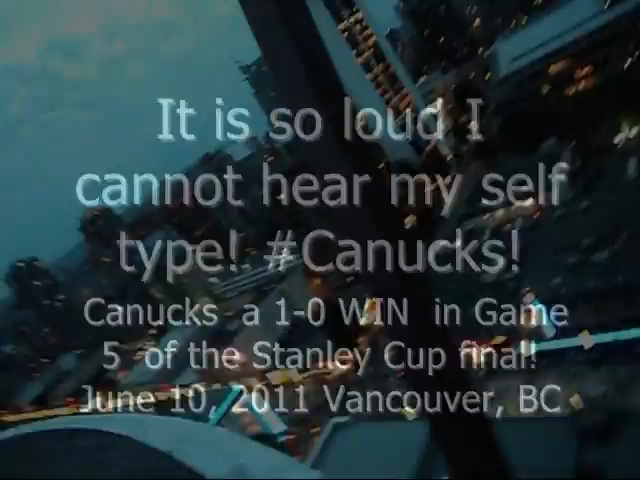 It is so loud I
cannot hear my self
type! #Canucks!
Canucks a 1-0 WIN in Game
5 of the Stanley Cup final!
June 10, 2011 Vancouver, BC